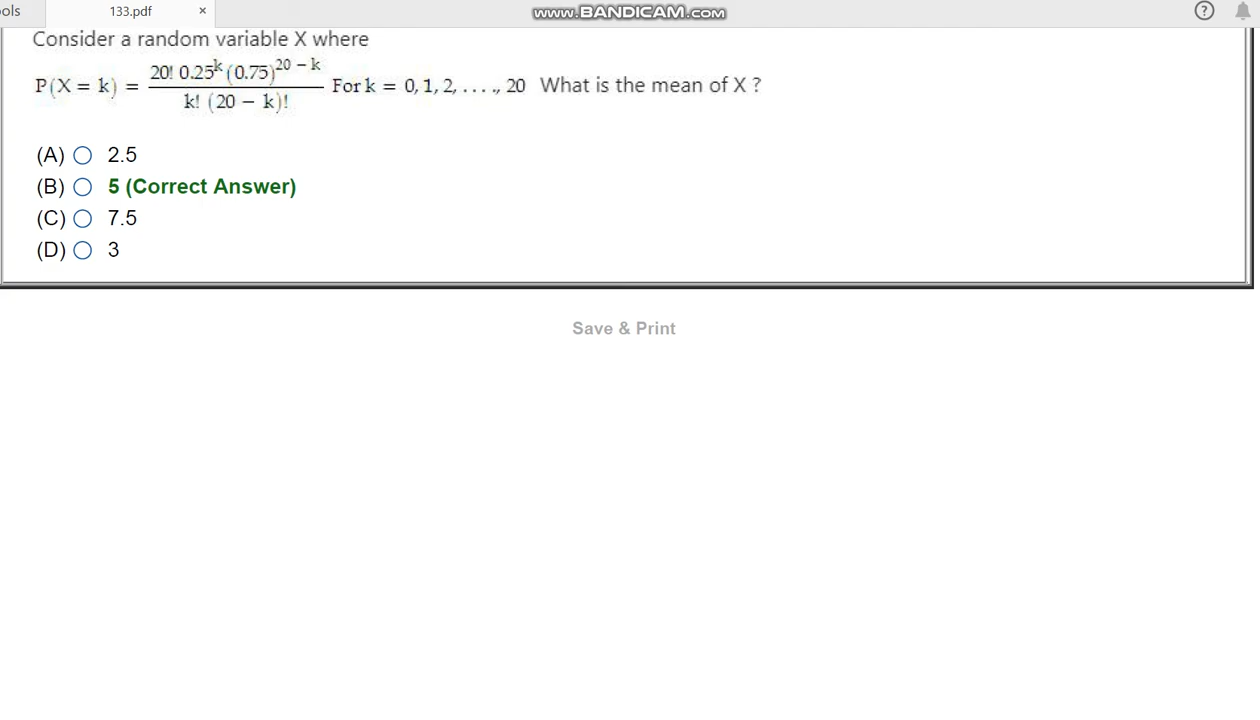 ols
133.pdf
×
www.BANDICAM.com
?
Consider a random variable X where
P(X = k) = 20! 0.25^k (0.75)^20 − k / k! (20 − k)! For k = 0, 1, 2, . . . ., 20 What is the mean of X ?
(A) 2.5
(B) 5 (Correct Answer)
(C) 7.5
(D) 3
Save & Print